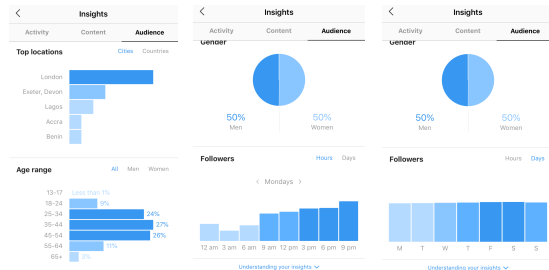 Insights
Activity Content Audience
Top locations Cities Countries
London
Exeter, Devon
Lagos
Accra
Benin
Age range All Men Women
13-17 Less than 1%
18-24 9%
25-34 24%
35-44 27%
45-54 26%
55-64 11%
65+ 3%
Insights
Activity Content Audience
Gender
50% 50%
Men Women
Followers Hours Days
< Mondays >
12 am 3 am 6 am 9 am 12 pm 3 pm 6 pm 9 pm
Understanding your insights
Insights
Activity Content Audience
Gender
50% 50%
Men Women
Followers Hours Days
M T W T F S S
Understanding your insights